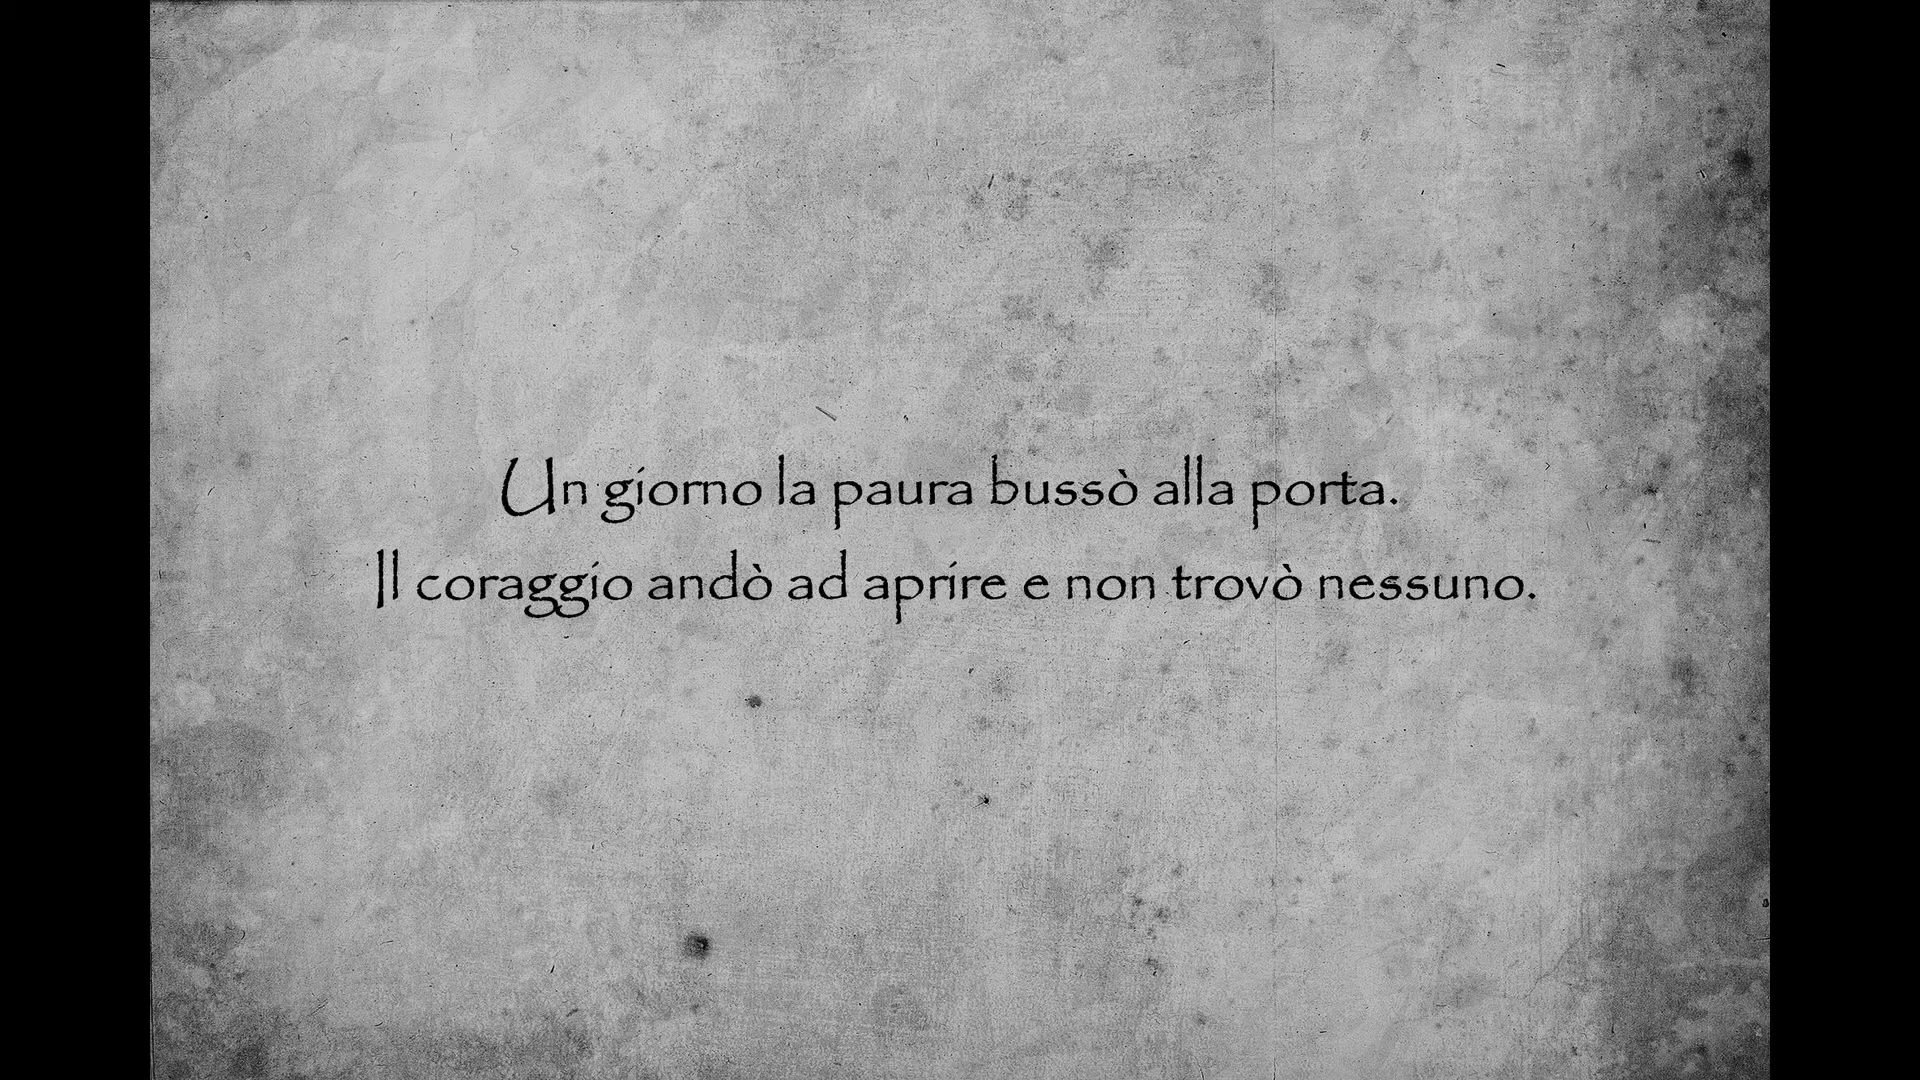 Un giorno la paura bussò alla porta.
Il coraggio andò ad aprire e non trovò nessuno.